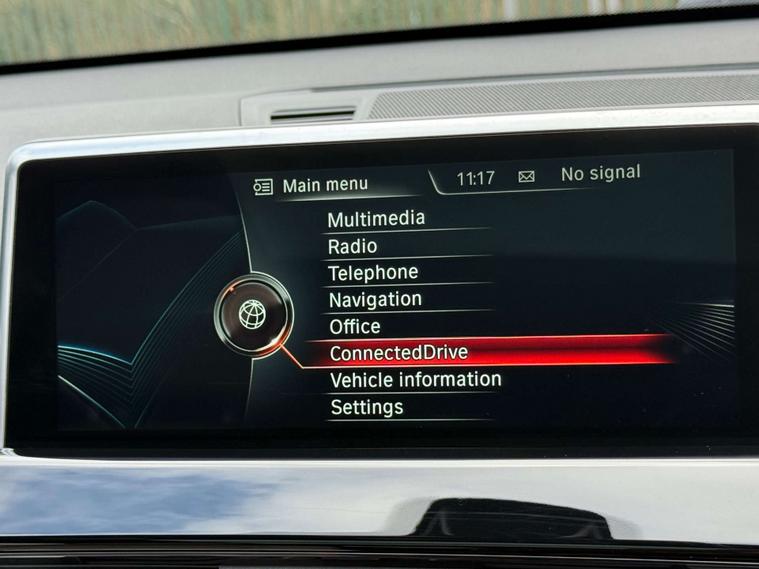 Main menu 11:17 No signal
Multimedia
Radio
Telephone
Navigation
Office
ConnectedDrive
Vehicle information
Settings